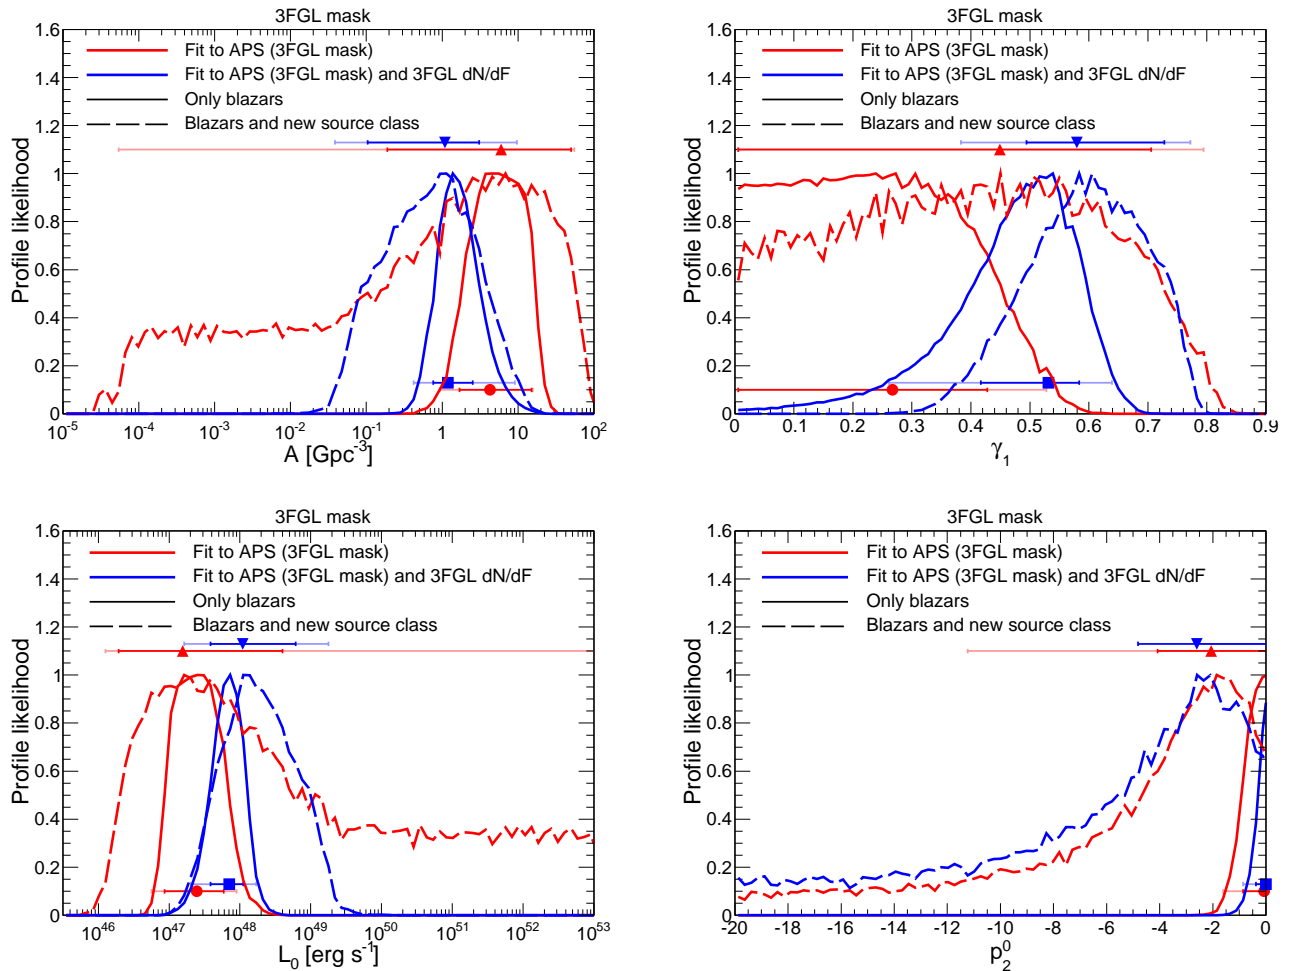 3FGL mask
1.6
1.4
1.2
1
0.8
0.6
0.4
0.2
0
Profile likelihood
Fit to APS (3FGL mask)
Fit to APS (3FGL mask) and 3FGL dN/dF
Only blazars
Blazars and new source class
10^-5 10^-4 10^-3 10^-2 10^-1 1 10 10^2
A [Gpc^-3]
3FGL mask
1.6
1.4
1.2
1
0.8
0.6
0.4
0.2
0
Profile likelihood
Fit to APS (3FGL mask)
Fit to APS (3FGL mask) and 3FGL dN/dF
Only blazars
Blazars and new source class
0 0.1 0.2 0.3 0.4 0.5 0.6 0.7 0.8 0.9
γ_1
3FGL mask
1.6
1.4
1.2
1
0.8
0.6
0.4
0.2
0
Profile likelihood
Fit to APS (3FGL mask)
Fit to APS (3FGL mask) and 3FGL dN/dF
Only blazars
Blazars and new source class
10^46 10^47 10^48 10^49 10^50 10^51 10^52 10^53
L_0 [erg s^-1]
3FGL mask
1.6
1.4
1.2
1
0.8
0.6
0.4
0.2
0
Profile likelihood
Fit to APS (3FGL mask)
Fit to APS (3FGL mask) and 3FGL dN/dF
Only blazars
Blazars and new source class
-20 -18 -16 -14 -12 -10 -8 -6 -4 -2 0
p_2^0